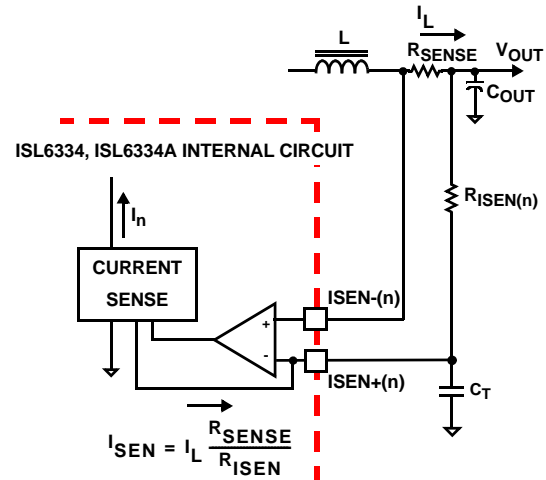 I_L
L
R_SENSE
V_OUT
C_OUT
ISL6334, ISL6334A INTERNAL CIRCUIT
R_ISEN(n)
I_n
CURRENT
SENSE
ISEN-(n)
+
-
ISEN+(n)
C_T
I_SEN = I_L R_SENSE / R_ISEN